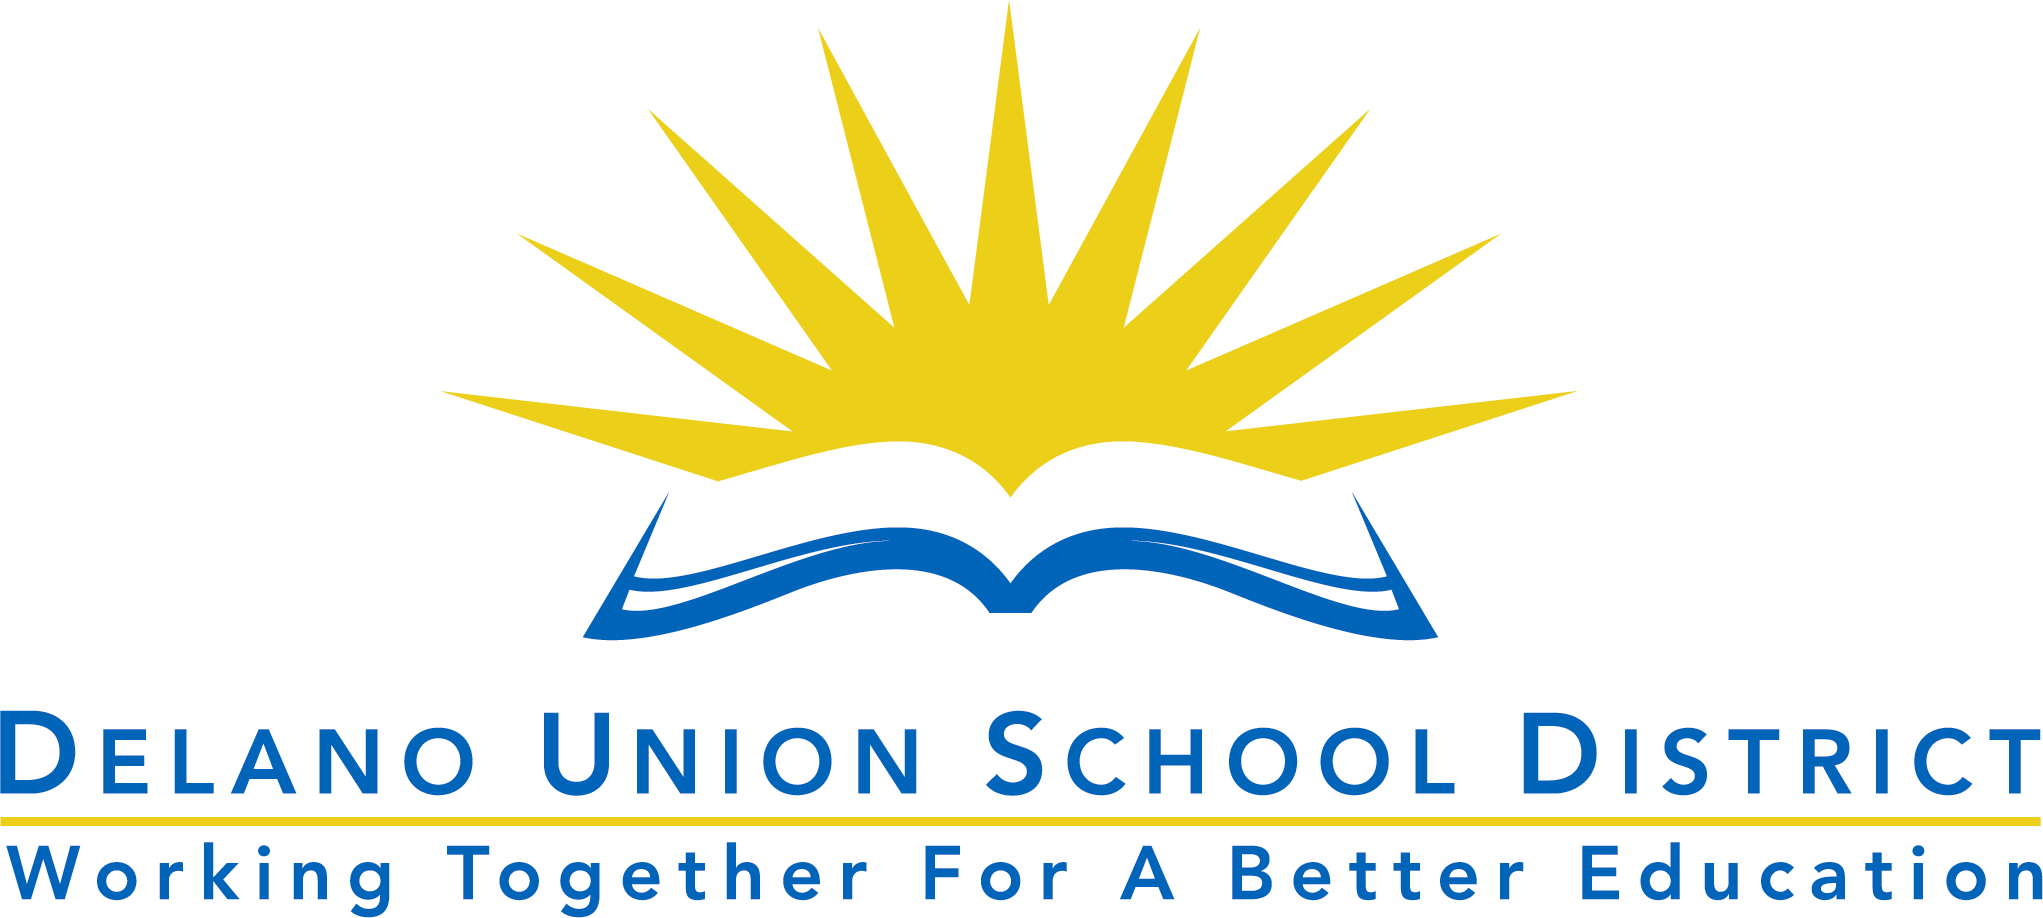 DELANO UNION SCHOOL DISTRICT
Working Together For A Better Education